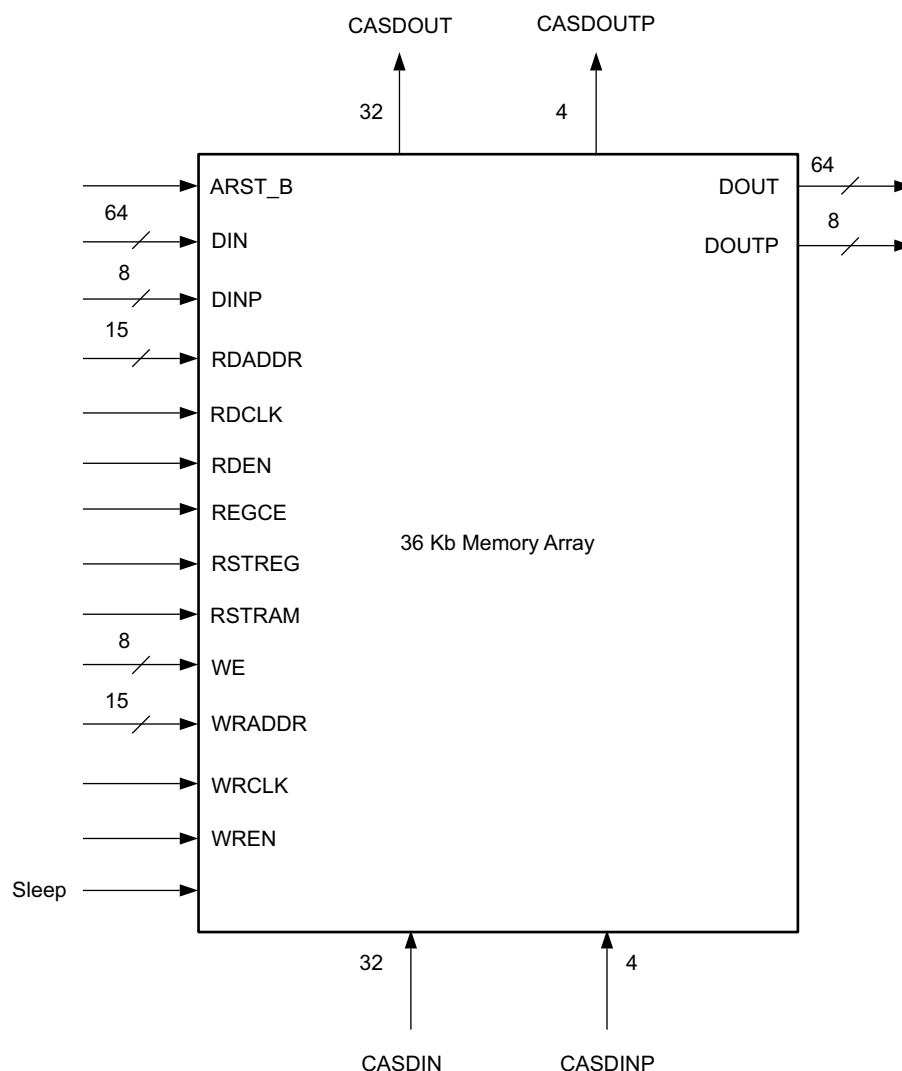 CASDOUT CASDOUTP
32 4
ARST_B DOUT 64
64 DIN DOUTP 8
8 DINP
15 RDADDR
RDCLK
RDEN
REGCE
36 Kb Memory Array
RSTREG
RSTRAM
8 WE
15 WRADDR
WRCLK
WREN
Sleep
32 4
CASDIN CASDINP